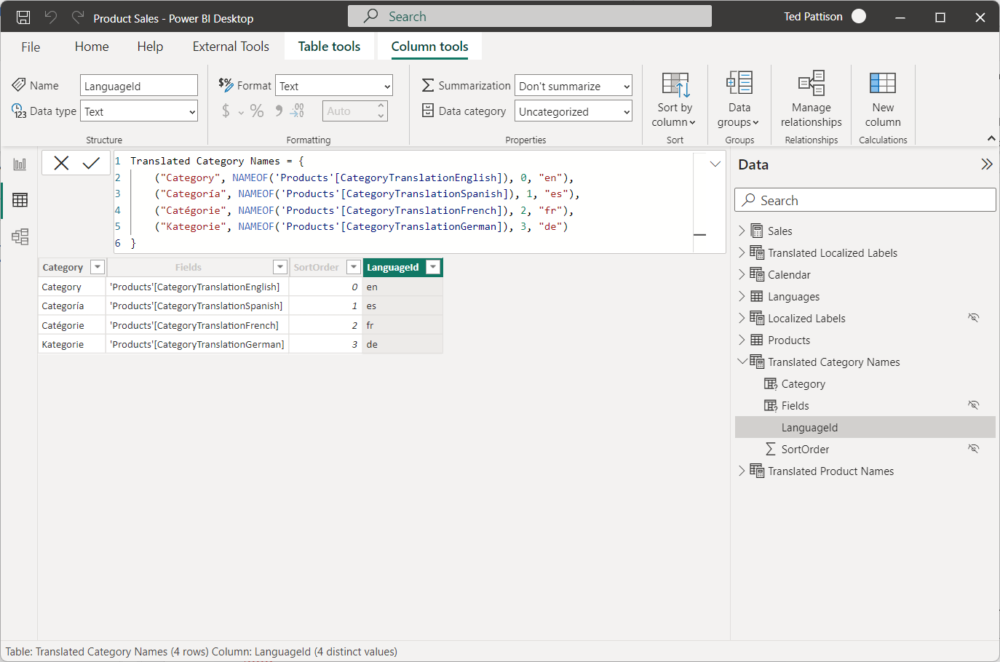 Product Sales - Power BI Desktop
Search
Ted Pattison
File
Home
Help
External Tools
Table tools
Column tools
Name
LanguageId
Data type
Text
Structure
Format
Text
$ % 9 .00
Auto
Formatting
Summarization
Don't summarize
Data category
Uncategorized
Properties
Sort by
column
Sort
Data
groups
Groups
Manage
relationships
Relationships
New
column
Calculations
1 Translated Category Names = {
2 ("Category", NAMEOF('Products'[CategoryTranslationEnglish]), 0, "en"),
3 ("Categoría", NAMEOF('Products'[CategoryTranslationSpanish]), 1, "es"),
4 ("Catégorie", NAMEOF('Products'[CategoryTranslationFrench]), 2, "fr"),
5 ("Kategorie", NAMEOF('Products'[CategoryTranslationGerman]), 3, "de")
6 }
Category Fields SortOrder LanguageId
Category 'Products'[CategoryTranslationEnglish] 0 en
Categoría 'Products'[CategoryTranslationSpanish] 1 es
Catégorie 'Products'[CategoryTranslationFrench] 2 fr
Kategorie 'Products'[CategoryTranslationGerman] 3 de
Data
Search
Sales
Translated Localized Labels
Calendar
Languages
Localized Labels
Products
Translated Category Names
Category
Fields
LanguageId
SortOrder
Translated Product Names
Table: Translated Category Names (4 rows) Column: LanguageId (4 distinct values)